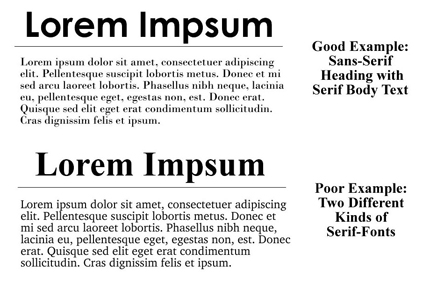 Lorem Impsum
Lorem ipsum dolor sit amet, consectetuer adipiscing
elit. Pellentesque suscipit lobortis metus. Donec et mi
sed arcu laoreet lobortis. Phasellus nibh neque, lacinia
eu, pellentesque eget, egestas non, est. Donec erat.
Quisque sed elit eget erat condimentum sollicitudin.
Cras dignissim felis et ipsum.
Good Example:
Sans-Serif
Heading with
Serif Body Text
Lorem Impsum
Lorem ipsum dolor sit amet, consectetuer adipiscing
elit. Pellentesque suscipit lobortis metus. Donec et
mi sed arcu laoreet lobortis. Phasellus nibh neque,
lacinia eu, pellentesque eget, egestas non, est. Donec
erat. Quisque sed elit eget erat condimentum
sollicitudin. Cras dignissim felis et ipsum.
Poor Example:
Two Different
Kinds of
Serif-Fonts